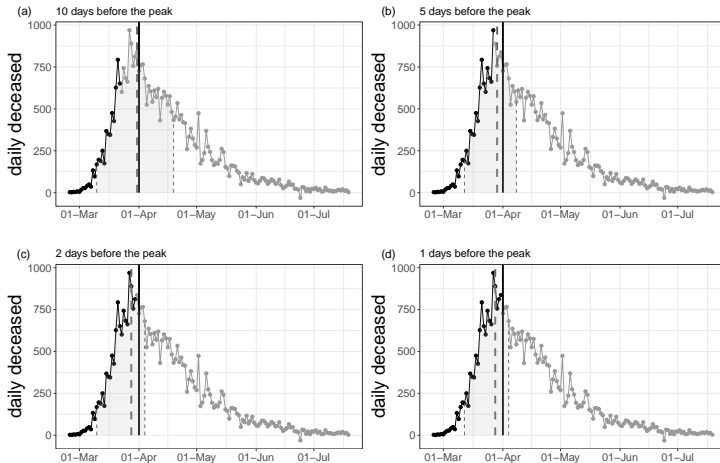 (a) 10 days before the peak
daily deceased
1000
750
500
250
0
01−Mar 01−Apr 01−May 01−Jun 01−Jul
(b) 5 days before the peak
daily deceased
1000
750
500
250
0
01−Mar 01−Apr 01−May 01−Jun 01−Jul
(c) 2 days before the peak
daily deceased
1000
750
500
250
0
01−Mar 01−Apr 01−May 01−Jun 01−Jul
(d) 1 days before the peak
daily deceased
1000
750
500
250
0
01−Mar 01−Apr 01−May 01−Jun 01−Jul